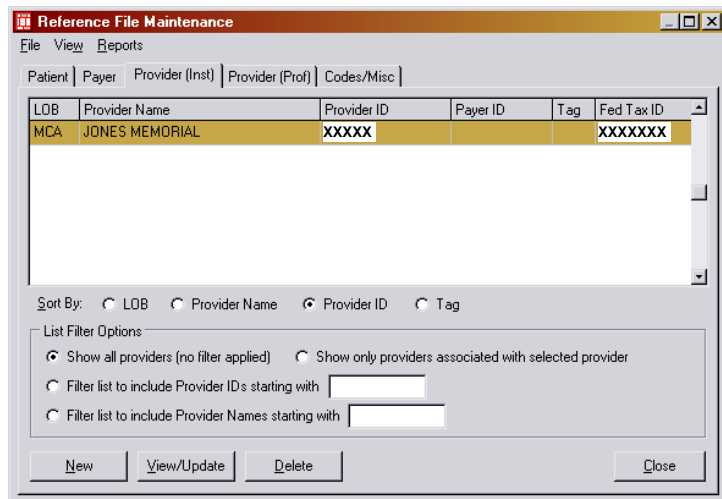 Reference File Maintenance
File View Reports
Patient Payer Provider (Inst) Provider (Prof) Codes/Misc
LOB Provider Name Provider ID Payer ID Tag Fed Tax ID
MCA JONES MEMORIAL XXXXX XXXXXXX
Sort By: LOB Provider Name Provider ID Tag
List Filter Options
Show all providers (no filter applied) Show only providers associated with selected provider
Filter list to include Provider IDs starting with
Filter list to include Provider Names starting with
New View/Update Delete Close